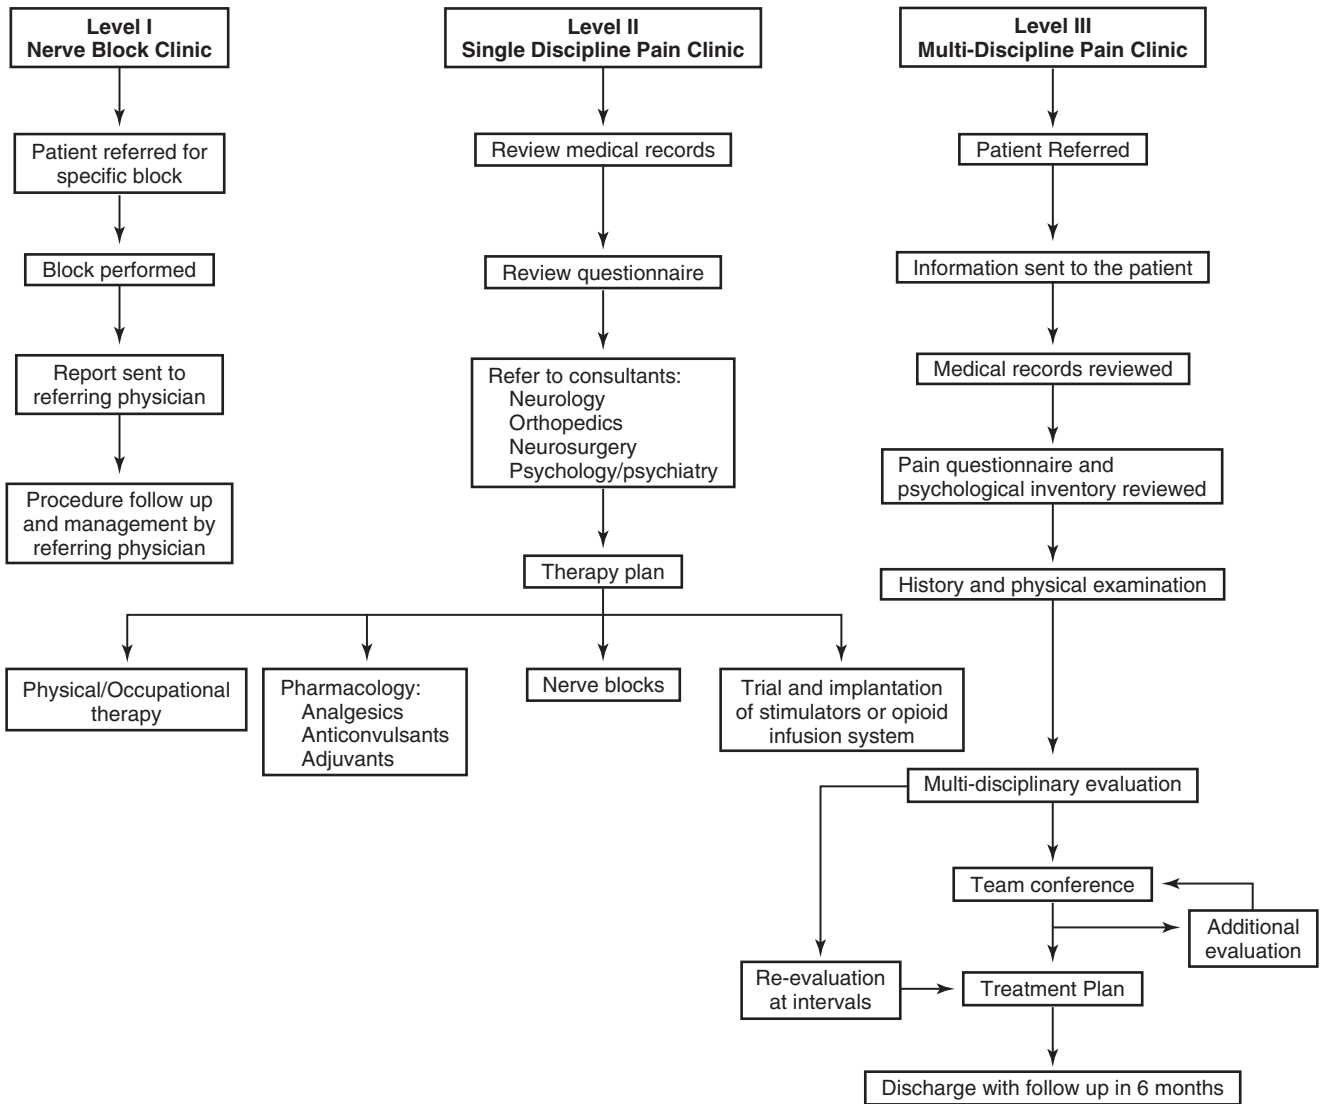 Level I
Nerve Block Clinic
Patient referred for
specific block
Block performed
Report sent to
referring physician
Procedure follow up
and management by
referring physician
Level II
Single Discipline Pain Clinic
Review medical records
Review questionnaire
Refer to consultants:
Neurology
Orthopedics
Neurosurgery
Psychology/psychiatry
Therapy plan
Physical/Occupational
therapy
Pharmacology:
Analgesics
Anticonvulsants
Adjuvants
Nerve blocks
Trial and implantation
of stimulators or opioid
infusion system
Level III
Multi-Discipline Pain Clinic
Patient Referred
Information sent to the patient
Medical records reviewed
Pain questionnaire and
psychological inventory reviewed
History and physical examination
Multi-disciplinary evaluation
Team conference
Additional
evaluation
Re-evaluation
at intervals
Treatment Plan
Discharge with follow up in 6 months